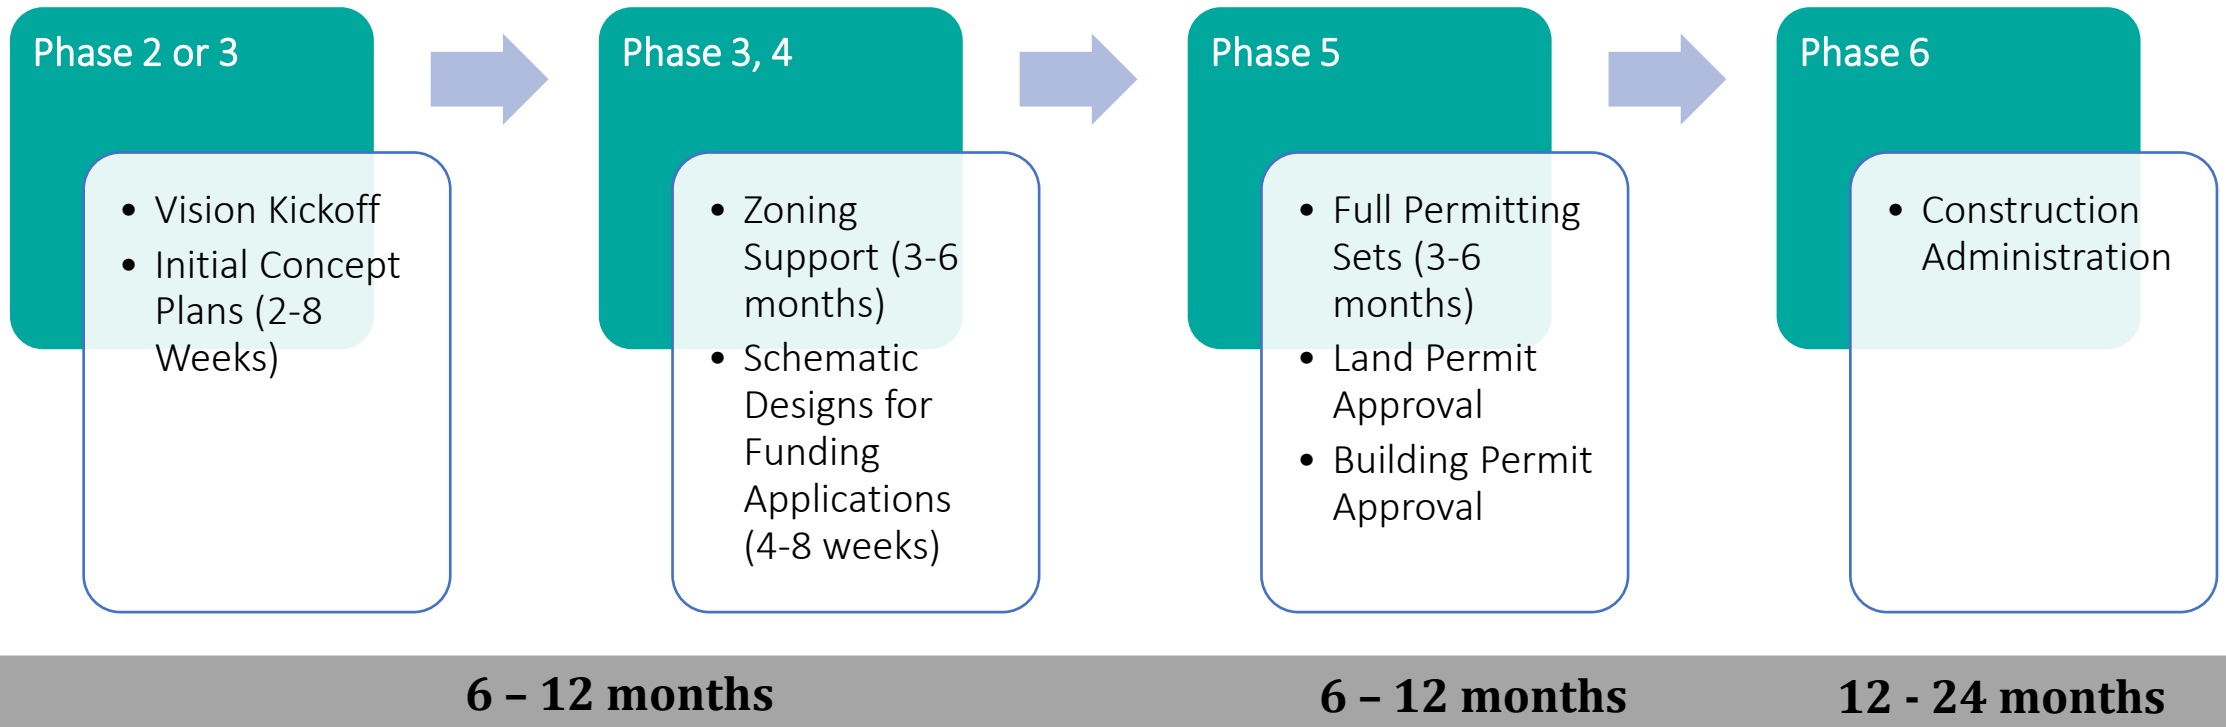 Phase 2 or 3
• Vision Kickoff
• Initial Concept
Plans (2-8
Weeks)
Phase 3, 4
• Zoning
Support (3-6
months)
• Schematic
Designs for
Funding
Applications
(4-8 weeks)
Phase 5
• Full Permitting
Sets (3-6
months)
• Land Permit
Approval
• Building Permit
Approval
Phase 6
• Construction
Administration
6 – 12 months
6 – 12 months
12 - 24 months